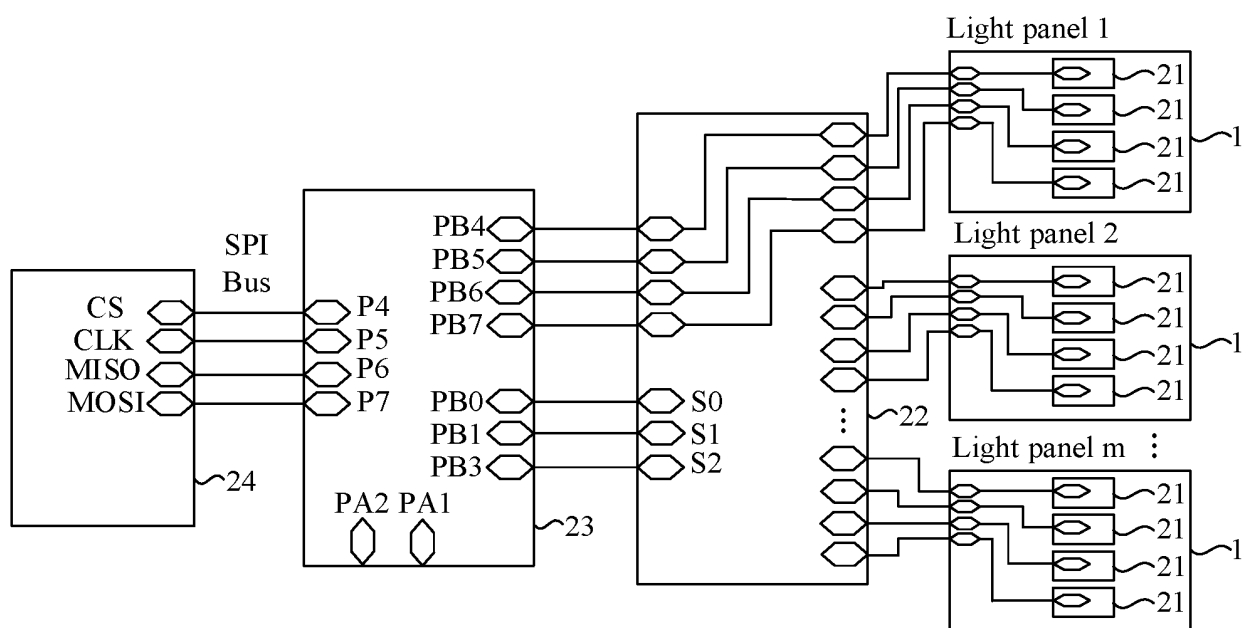 Light panel 1
21
21
21
21
1
Light panel 2
21
21
21
21
1
Light panel m
21
21
21
21
1
SPI
Bus
CS
CLK
MISO
MOSI
24
P4
P5
P6
P7
PB4
PB5
PB6
PB7
PB0
PB1
PB3
PA2 PA1
23
S0
S1
S2
22